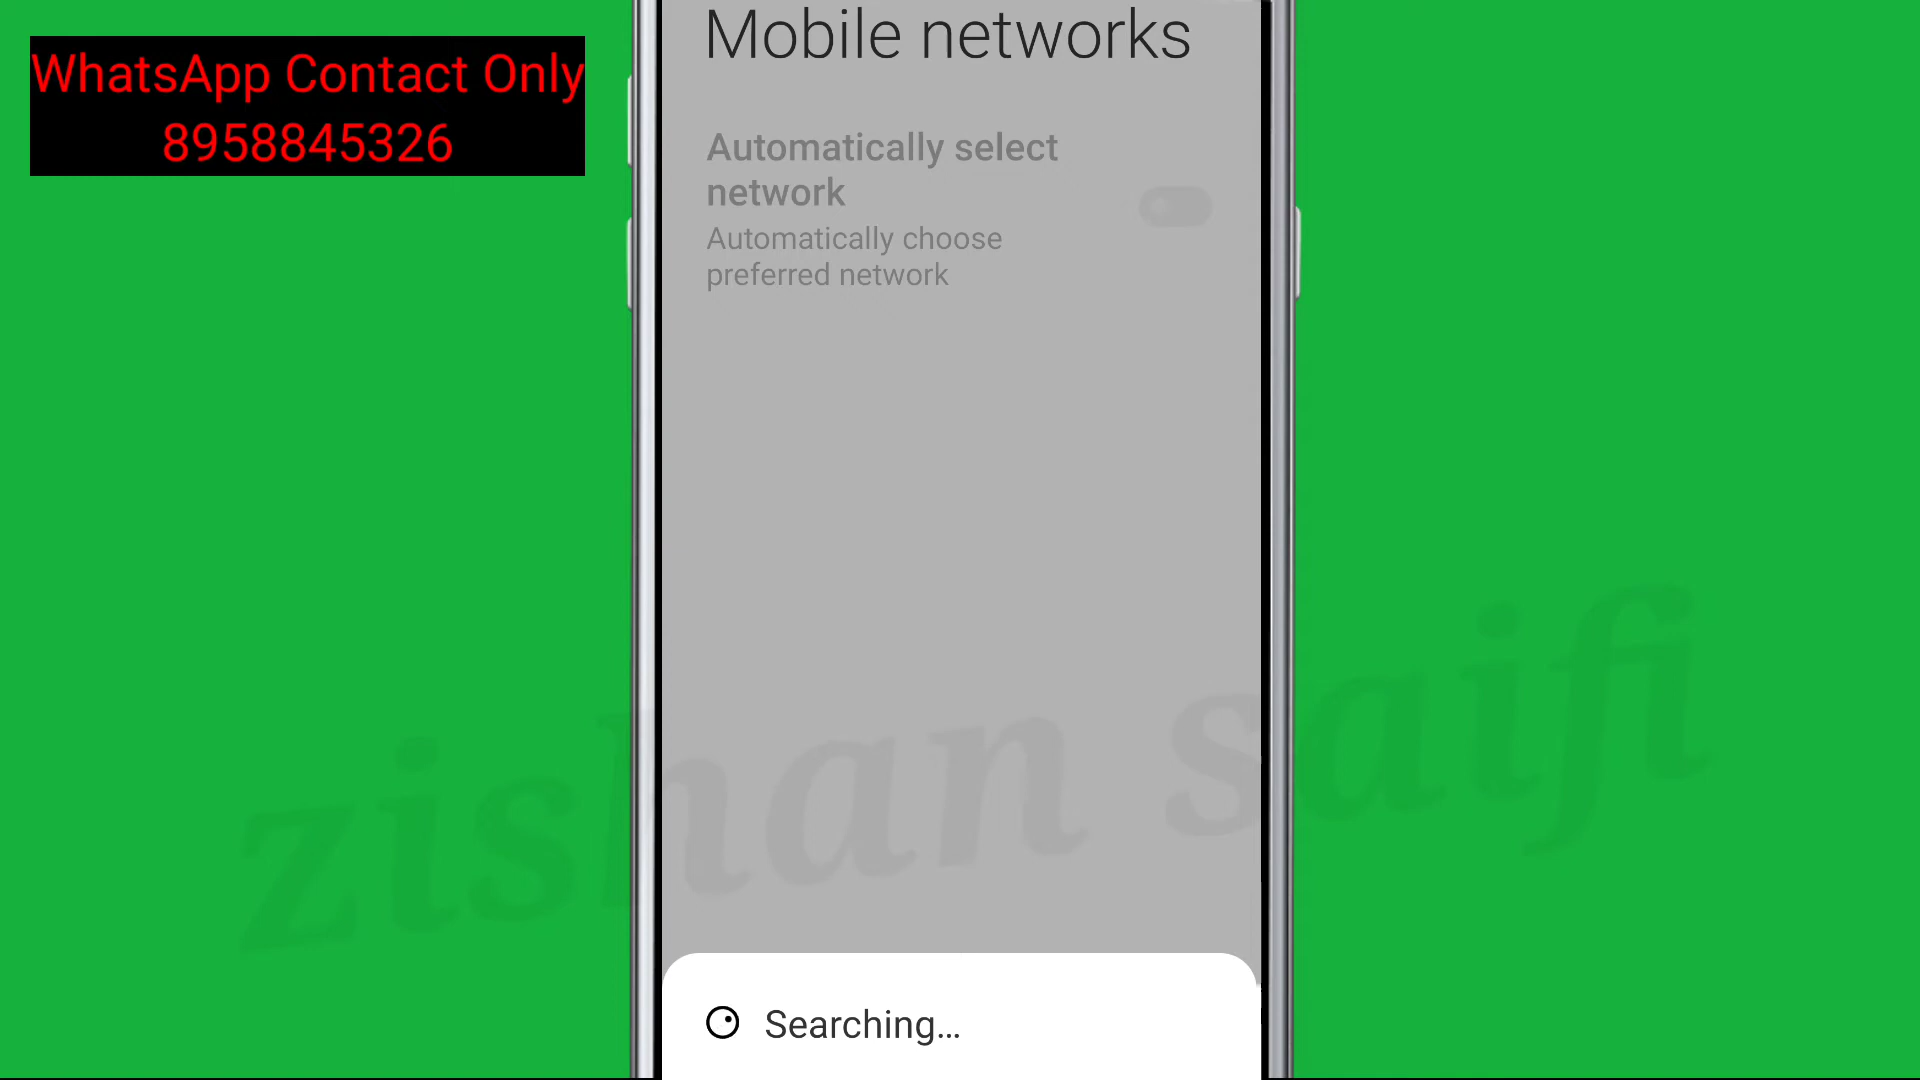 WhatsApp Contact Only
8958845326
Mobile networks
Automatically select
network
Automatically choose
preferred network
zishan saifi
Searching...